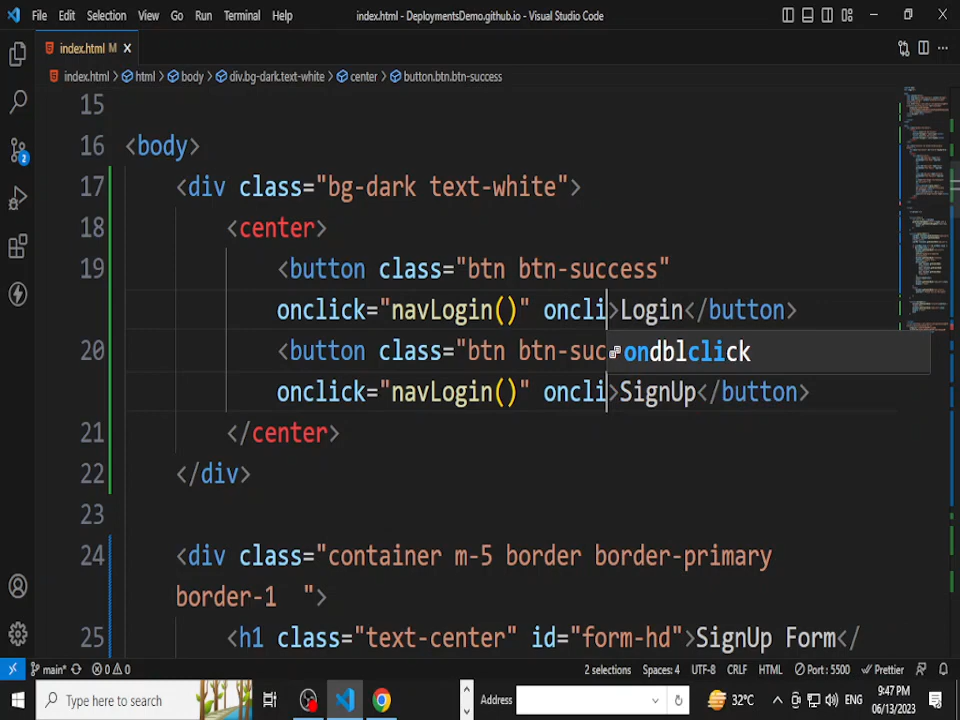 File Edit Selection View Go Run Terminal Help index.html - DeploymentsDemo.github.io - Visual Studio Code
index.html M
index.html > html > body > div.bg-dark.text-white > center > button.btn.btn-success
15
16 <body>
17 <div class="bg-dark text-white">
18 <center>
19 <button class="btn btn-success"
onclick="navLogin()" oncli>Login</button>
20 <button class="btn btn-suc
ondblclick
onclick="navLogin()" oncli>SignUp</button>
21 </center>
22 </div>
23
24 <div class="container m-5 border border-primary
border-1 ">
25 <h1 class="text-center" id="form-hd">SignUp Form</
2
main* 0 0 2 selections Spaces: 4 UTF-8 CRLF HTML Port : 5500 Prettier
Type here to search Address 32°C ENG 9:47 PM
06/13/2023